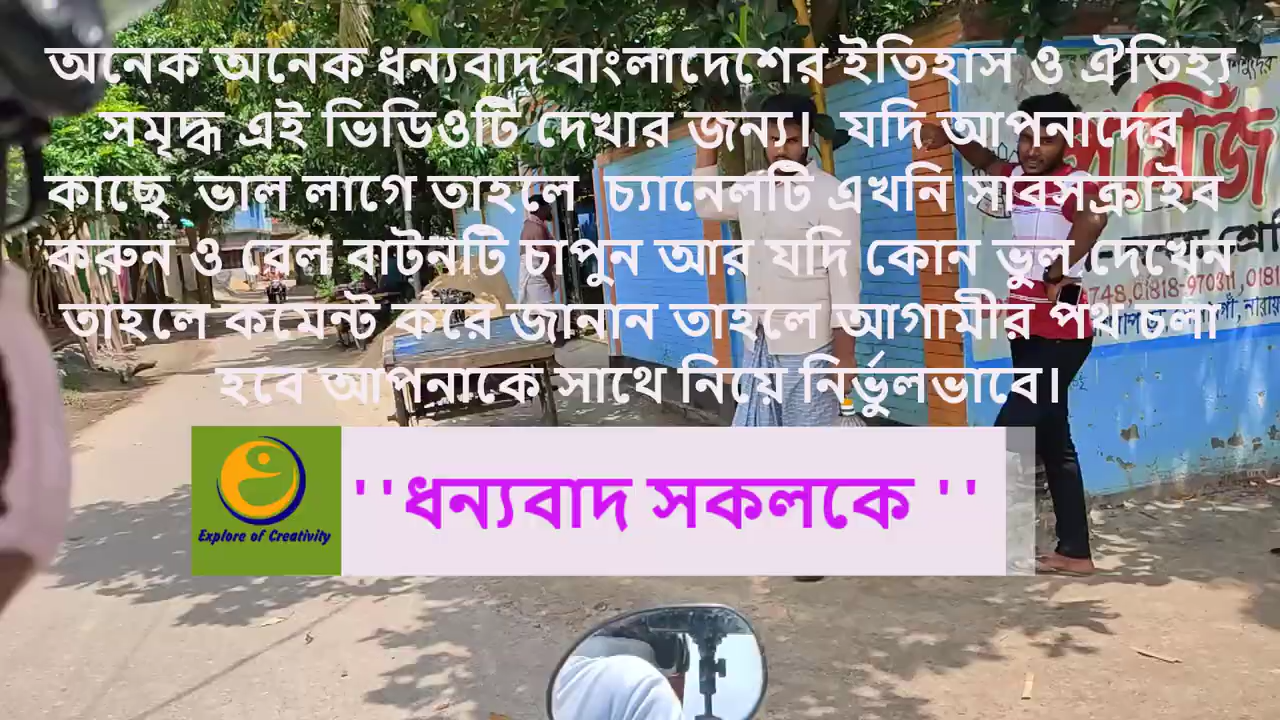 অনেক অনেক ধন্যবাদ বাংলাদেশের ইতিহাস ও ঐতিহ্য
সমৃদ্ধ এই ভিডিওটি দেখার জন্য। যদি আপনাদের
কাছে ভাল লাগে তাহলে চ্যানেলটি এখনি সাবসক্রাইব
করুন ও বেল বাটনটি চাপুন আর যদি কোন ভুল দেখেন
তাহলে কমেন্ট করে জানান তাহলে আগামীর পথ চলা
হবে আপনাকে সাথে নিয়ে নির্ভুলভাবে।
Explore of Creativity
''ধন্যবাদ সকলকে ''